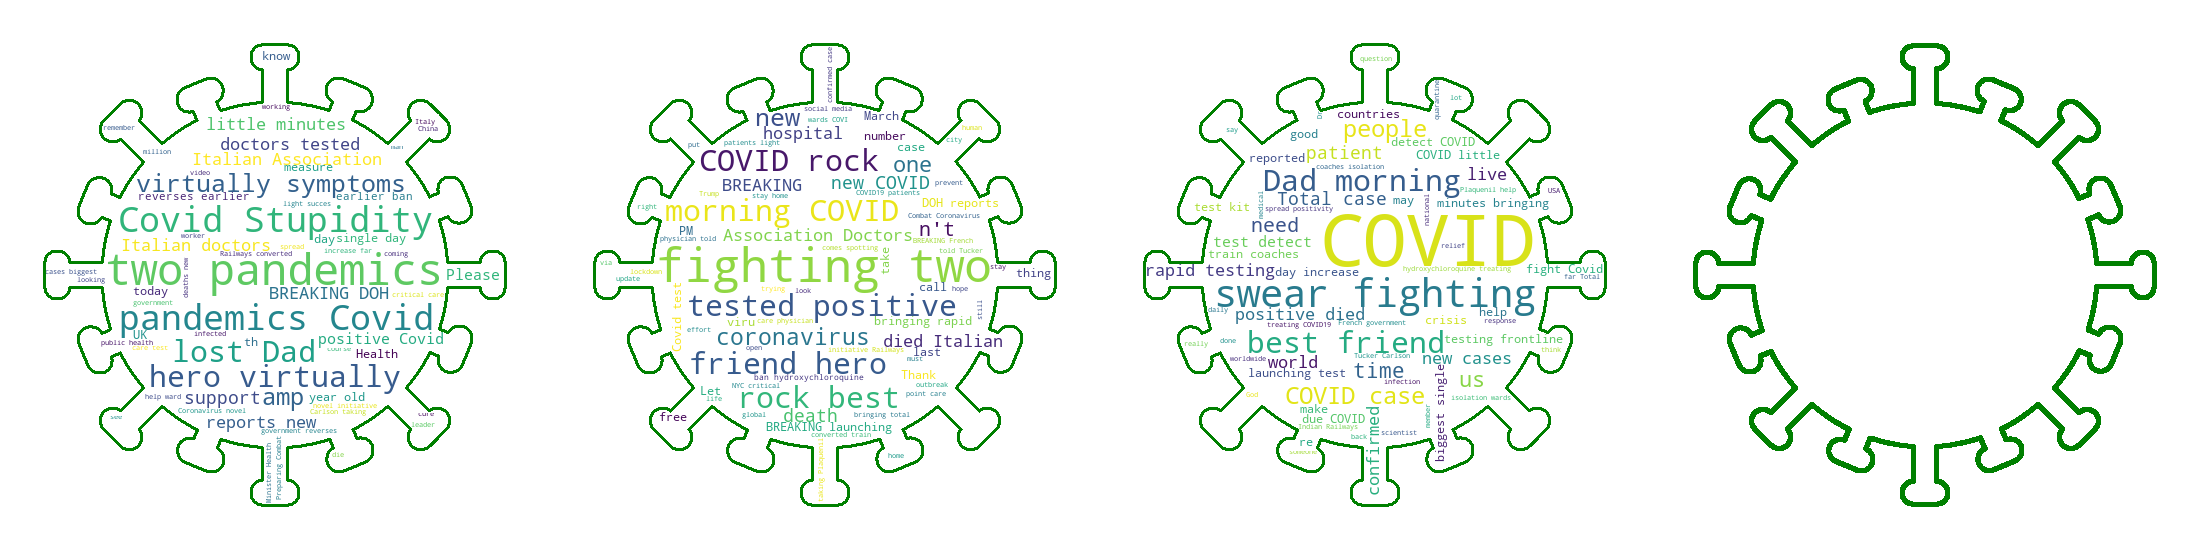 know
working
Italy
China
remember
little minutes
doctors tested
million
Italian Association
measure
video
virtually symptoms
reverses earlier
earlier ban
light succes
Covid Stupidity
worker
day
single day
Italian doctors
spread
increase far
Railways converted
coming
cases biggest
looking
two pandemics
Please
deaths new
today
BREAKING DOH
critical care
government
pandemics Covid
UK
infected
positive Covid
public health
care test
th
course
lost Dad
Health
hero virtually
help ward
support
amp
year old
novel initiative
Coronavirus novel
Carlson taking
see
cure
reports new
leader
government reverses
die
Minister Health
Preparing Combat
confirmed case
social media
new
wards COVI
March
hospital
number
human
put
patients light
case
city
COVID rock
one
BREAKING
new COVID
prevent
Trump
stay home
COVID19 patients
right
morning COVID
DOH reports
Combat Coronavirus
PM
physician told
Association Doctors
n't
BREAKING French
comes spotting
told Tucker
take
via
lockdown
update
fighting two
stay
thing
trying
look
call
hope
tested positive
still
Covid test
viru
care physician
bringing rapid
effort
coronavirus
died Italian
open
initiative Railways
last
friend hero
must
ban hydroxychloroquine
Thank
Let
NYC critical
outbreak
life
rock best
point care
free
global
death
bringing total
BREAKING launching
converted train
home
taking Plaquenil
question
quarantine
lot
Dr
countries
say
good
people
detect COVID
reported
patient
COVID little
coaches isolation
Dad morning
live
Plaquenil help
USA
test kit
medical
Total case
may
national
minutes bringing
spread positivity
need
COVID
test detect
relief
train coaches
rapid testing
day increase
hydroxychloroquine treating
fight Covid
far Total
swear fighting
daily
positive died
help
treating COVID19
French government
crisis
response
really
done
best friend
testing frontline
think
worldwide
world
Tucker Carlson
new cases
launching test
time
infection
us
God
COVID case
biggest single
isolation wards
make
due COVID
member
Indian Railways
confirmed
scientist
re
back